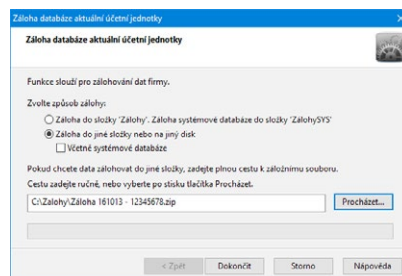 Záloha databáze aktuální účetní jednotky
Záloha databáze aktuální účetní jednotky
Funkce slouží pro zálohování dat firmy.
Zvolte způsob zálohy:
Záloha do složky 'Zálohy'. Záloha systémové databáze do složky 'ZálohySYS'
Záloha do jiné složky nebo na jiný disk
Včetně systémové databáze
Pokud chcete data zálohovat do jiné složky, zadejte plnou cestu k záložnímu souboru.
Cestu zadejte ručně, nebo vyberte po stisku tlačítka Procházet.
C:\Zalohy\Záloha 161013 - 12345678.zip
Procházet...
< Zpět
Dokončit
Storno
Nápověda